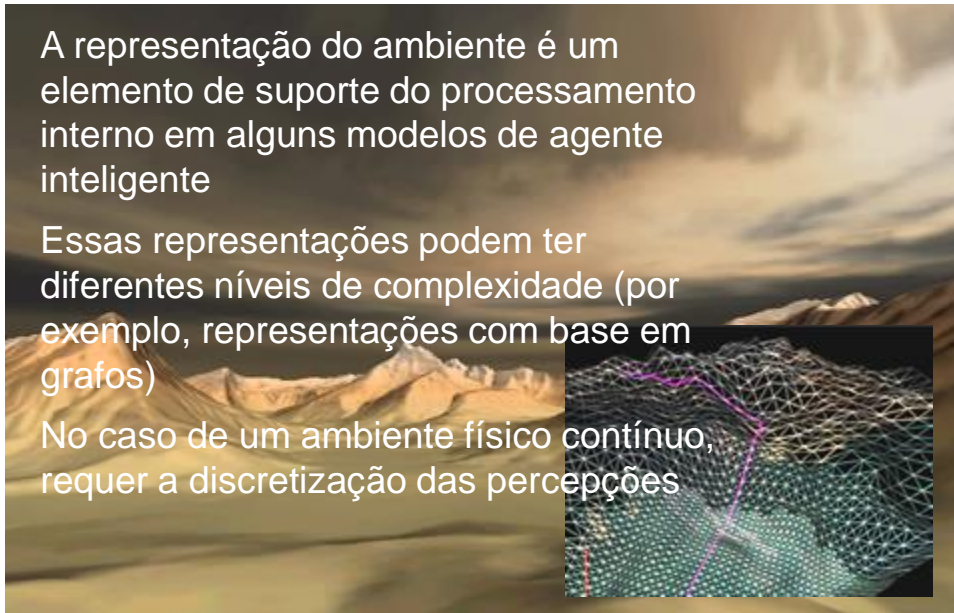 A representação do ambiente é um
elemento de suporte do processamento
interno em alguns modelos de agente
inteligente
Essas representações podem ter
diferentes níveis de complexidade (por
exemplo, representações com base em
grafos)
No caso de um ambiente físico contínuo,
requer a discretização das percepções